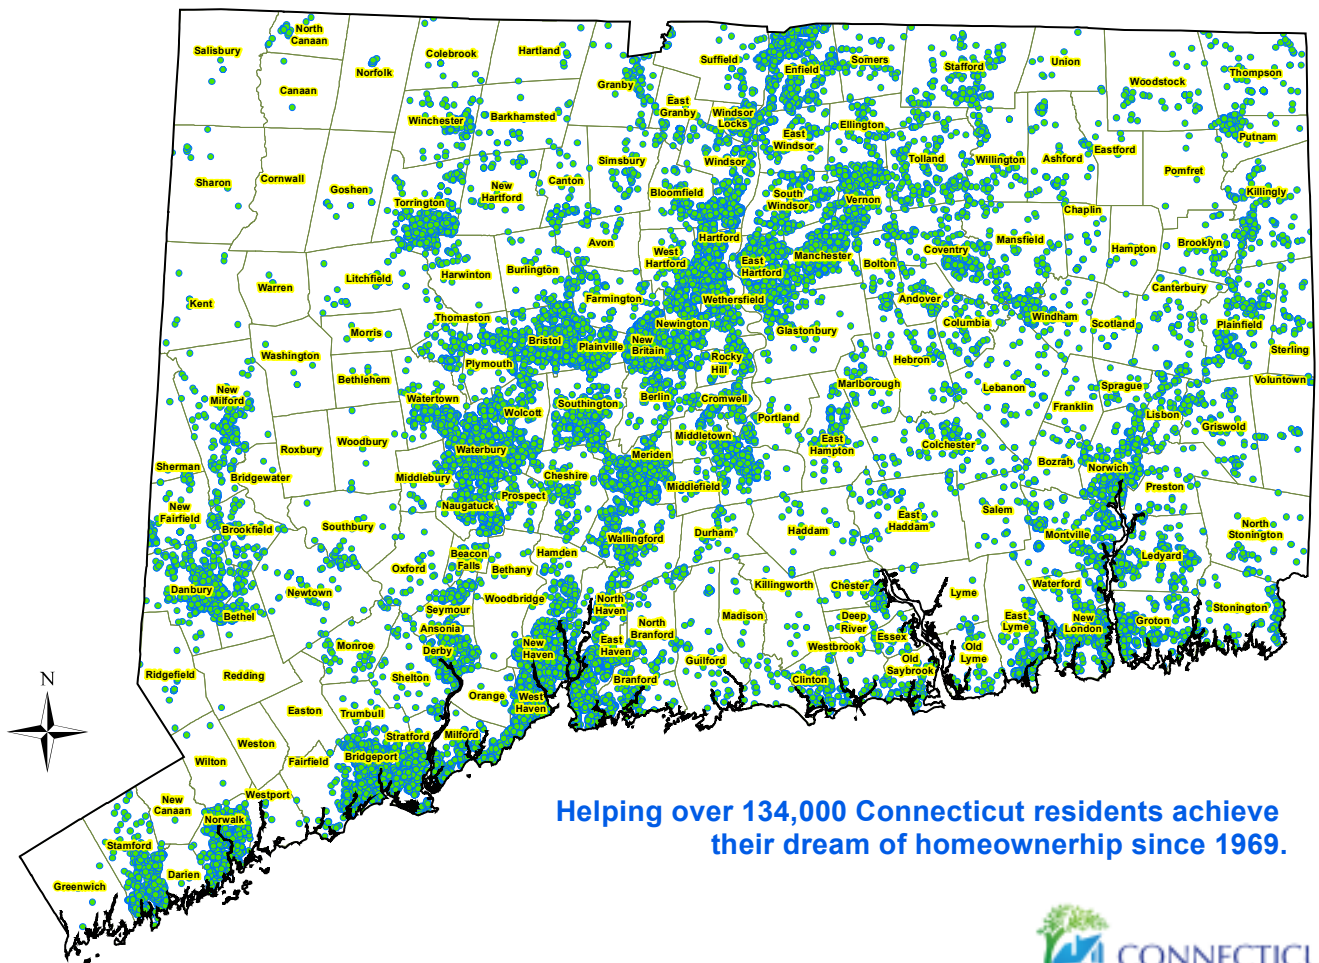 North
Canaan
Salisbury
Colebrook
Hartland
Suffield
Enfield
Somers
Stafford
Union
Norfolk
Canaan
Granby
Woodstock
Thompson
East
Granby
Windsor
Locks
Winchester
Barkhamsted
East
Windsor
Ellington
Putnam
Simsbury
Windsor
Tolland
Willington
Ashford
Eastford
Pomfret
Sharon
Cornwall
Goshen
New
Hartford
Canton
Bloomfield
South
Windsor
Vernon
Killingly
Torrington
Chaplin
Avon
Hartford
West
Hartford
East
Hartford
Manchester
Bolton
Coventry
Mansfield
Hampton
Brooklyn
Kent
Warren
Litchfield
Harwinton
Burlington
Farmington
Wethersfield
Andover
Canterbury
Thomaston
Newington
Glastonbury
Columbia
Windham
Scotland
Plainfield
Morris
Washington
Bristol
Plainville
New
Britain
Rocky
Hill
Hebron
Sterling
Plymouth
Bethlehem
Marlborough
Lebanon
Sprague
Voluntown
New
Milford
Watertown
Wolcott
Southington
Berlin
Cromwell
Portland
Franklin
Lisbon
Griswold
Roxbury
Woodbury
Waterbury
Meriden
Middletown
East
Hampton
Colchester
Bozrah
Norwich
Sherman
Bridgewater
Middlebury
Prospect
Cheshire
Middlefield
Preston
New
Fairfield
Brookfield
Southbury
Naugatuck
Wallingford
Durham
Haddam
East
Haddam
Salem
Montville
North
Stonington
Danbury
Bethel
Newtown
Oxford
Beacon
Falls
Bethany
Hamden
Ledyard
Woodbridge
North
Haven
Killingworth
Chester
Lyme
Waterford
Seymour
Ansonia
Derby
North
Branford
Madison
Deep
River
Essex
East
Lyme
New
London
Groton
Stonington
Monroe
New
Haven
East
Haven
Guilford
Westbrook
Old
Saybrook
Old
Lyme
Ridgefield
Redding
Shelton
Orange
West
Haven
Branford
Clinton
N
Easton
Trumbull
Stratford
Milford
Weston
Wilton
Fairfield
Bridgeport
New
Canaan
Westport
Norwalk
Stamford
Darien
Greenwich
Helping over 134,000 Connecticut residents achieve
their dream of homeownerhip since 1969.